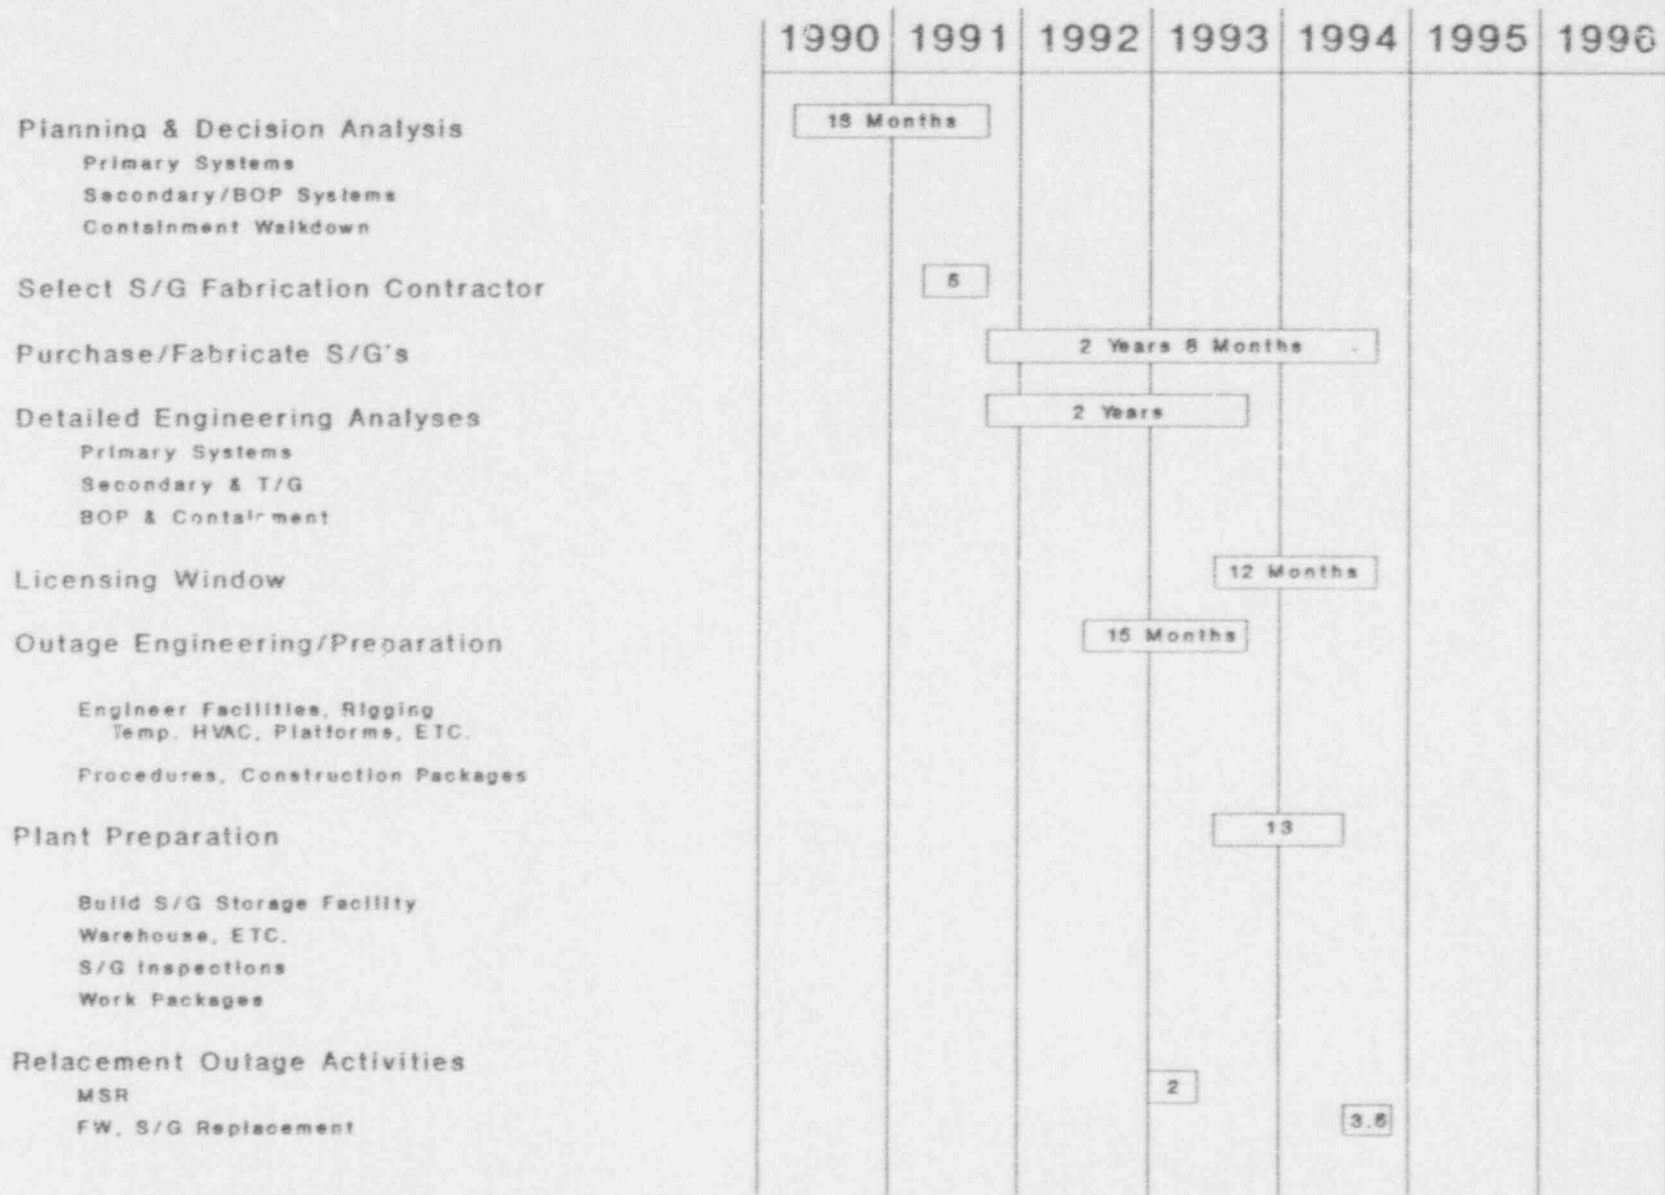 1990 1991 1992 1993 1994 1995 1996
Planning & Decision Analysis 18 Months
Primary Systems
Secondary/BOP Systems
Containment Walkdown
Select S/G Fabrication Contractor 5
Purchase/Fabricate S/G's 2 Years 8 Months
Detailed Engineering Analyses 2 Years
Primary Systems
Secondary & T/G
BOP & Containment
Licensing Window 12 Months
Outage Engineering/Preparation 15 Months
Engineer Facilities, Rigging
Temp. HVAC, Platforms, ETC.
Procedures, Construction Packages
Plant Preparation 13
Build S/G Storage Facility
Warehouse, ETC.
S/G Inspections
Work Packages
Relacement Outage Activities
MSR 2
FW, S/G Replacement 3.5